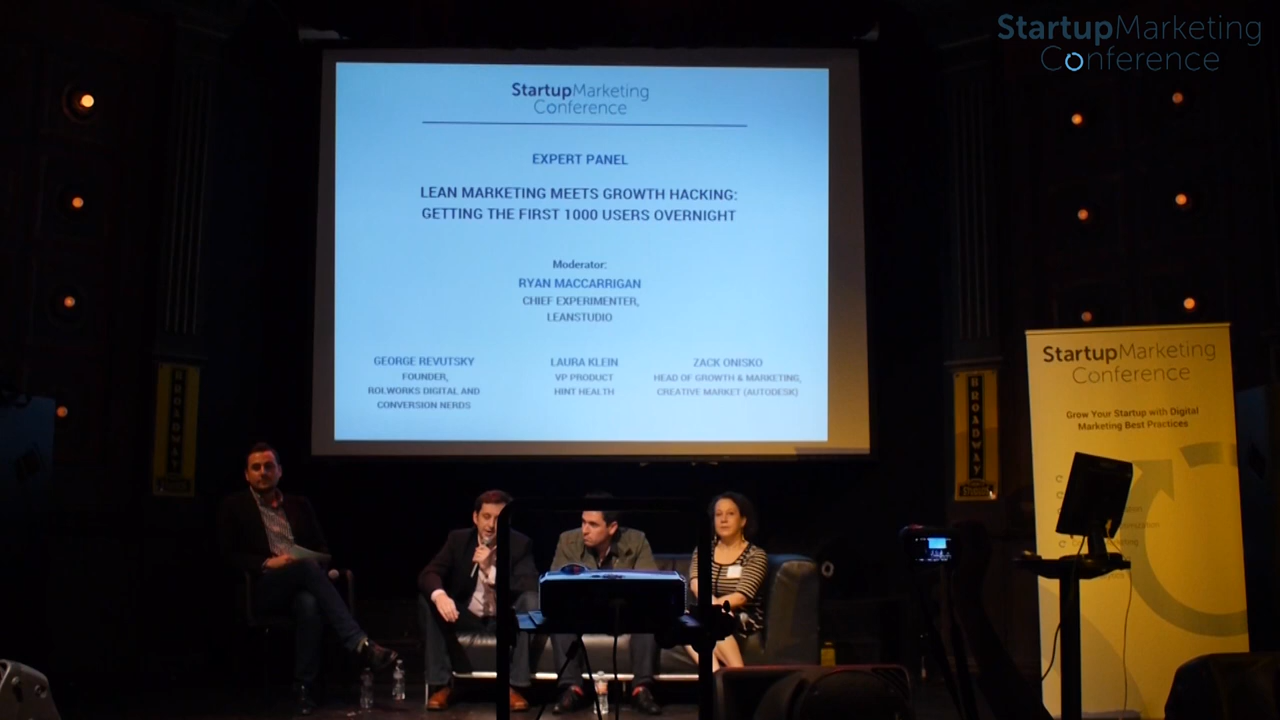 StartupMarketing
Conference
StartupMarketing
Conference
EXPERT PANEL
LEAN MARKETING MEETS GROWTH HACKING:
GETTING THE FIRST 1000 USERS OVERNIGHT
Moderator:
RYAN MACCARRIGAN
CHIEF EXPERIMENTER,
LEANSTUDIO
GEORGE REVUTSKY
FOUNDER,
ROLWORKS DIGITAL AND
CONVERSION NERDS
LAURA KLEIN
VP PRODUCT
HINT HEALTH
ZACK ONISKO
HEAD OF GROWTH & MARKETING,
CREATIVE MARKET (AUTODESK)
BROADWAY
BROADWAY
STUDIOS
StartupMarketing
Conference
Grow Your Startup with Digital
Marketing Best Practices